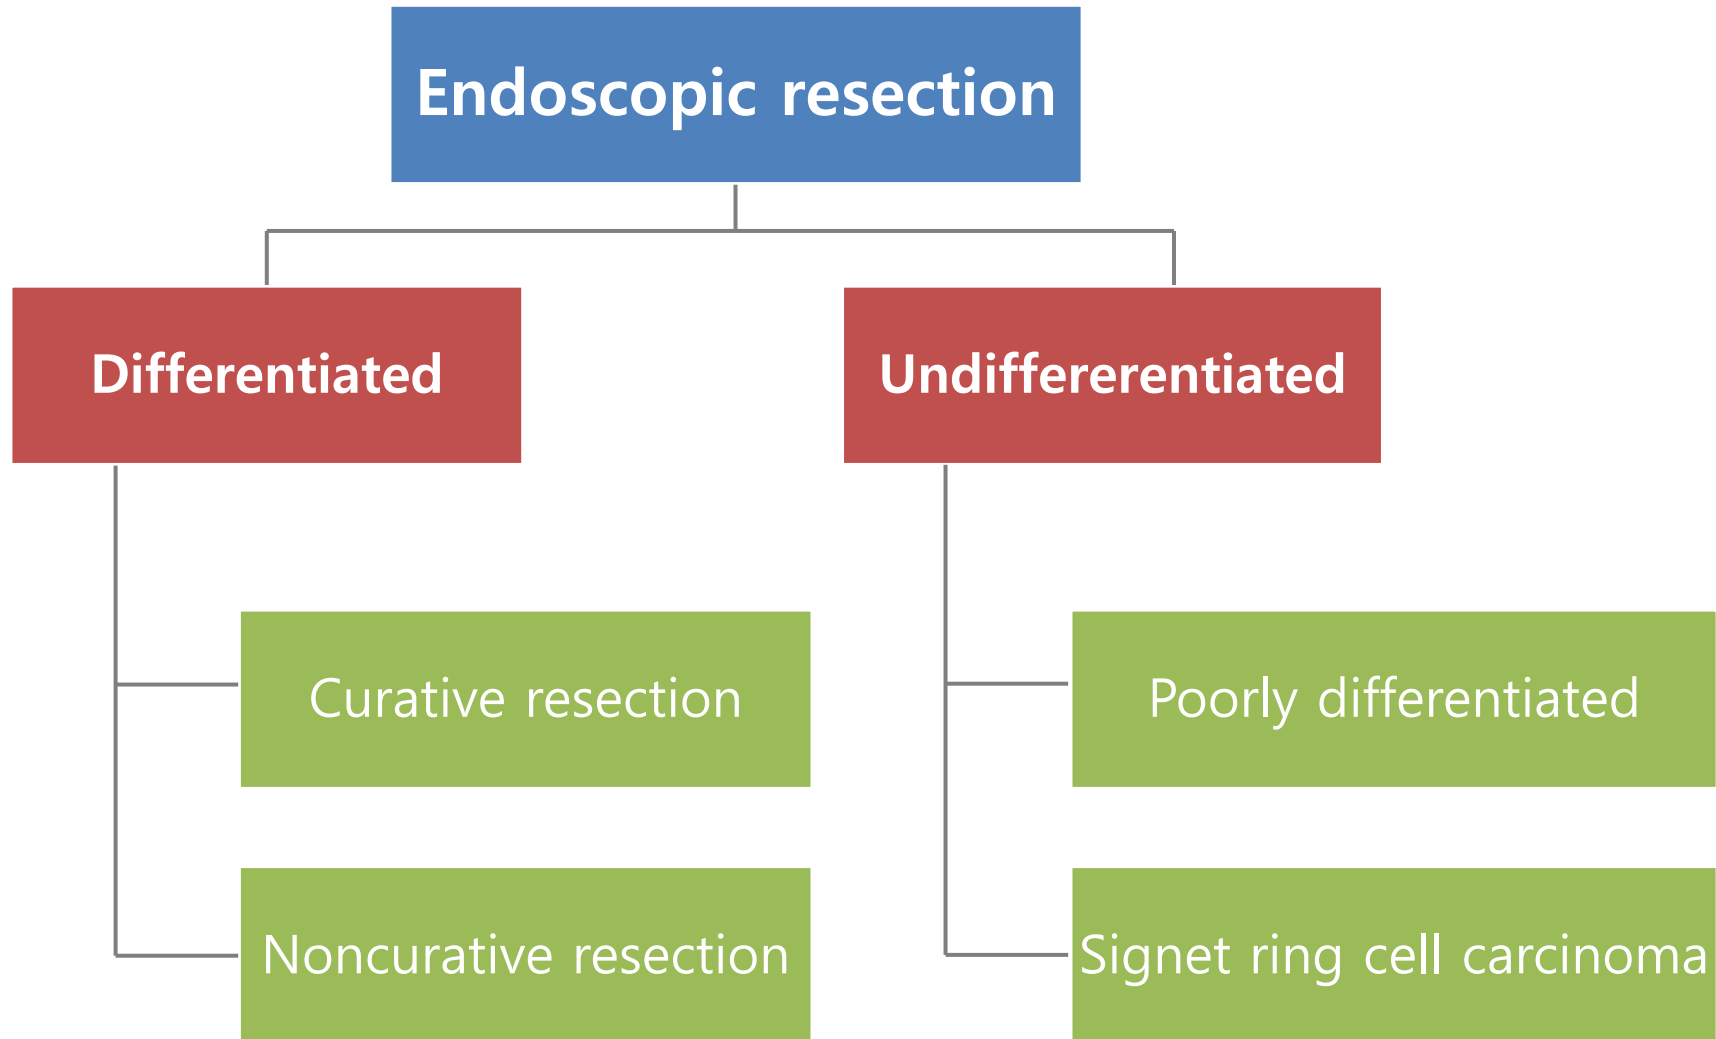 Endoscopic resection
Differentiated
Undiffererentiated
Curative resection
Poorly differentiated
Noncurative resection
Signet ring cell carcinoma